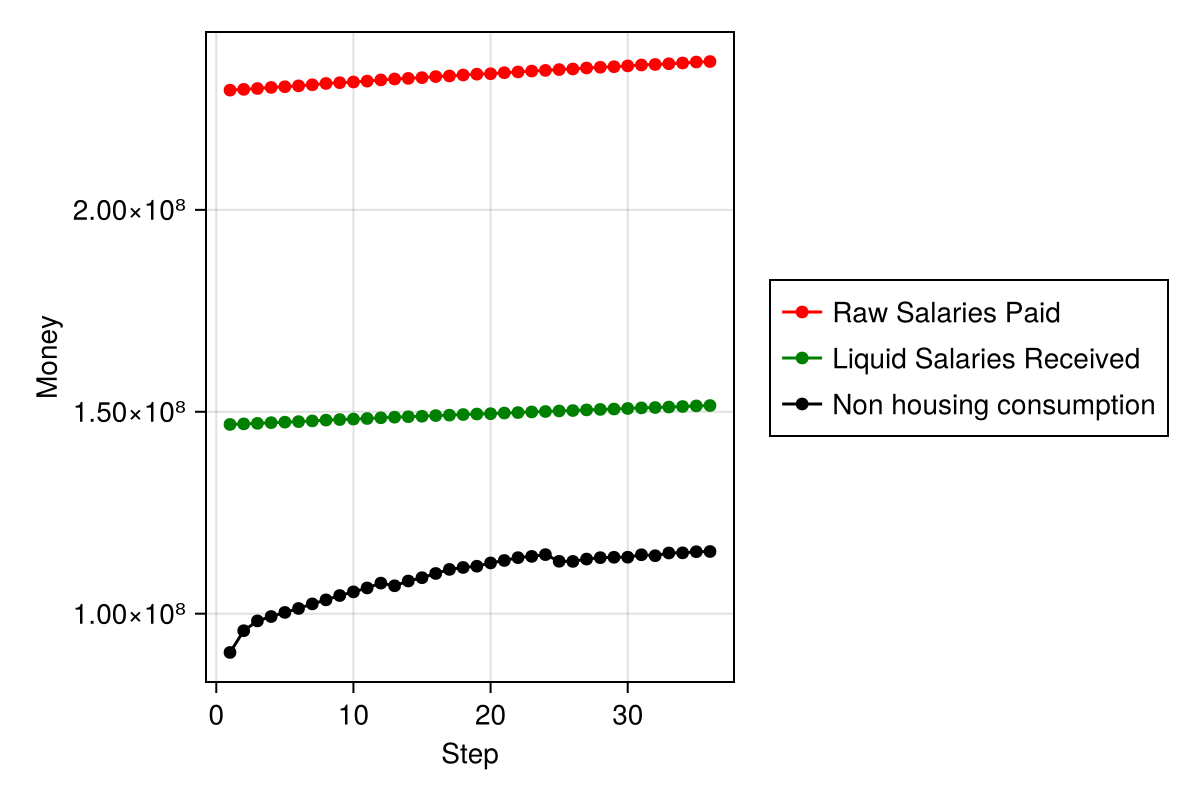 2.00×10⁸
1.50×10⁸
1.00×10⁸
Money
0 10 20 30
Step
Raw Salaries Paid
Liquid Salaries Received
Non housing consumption